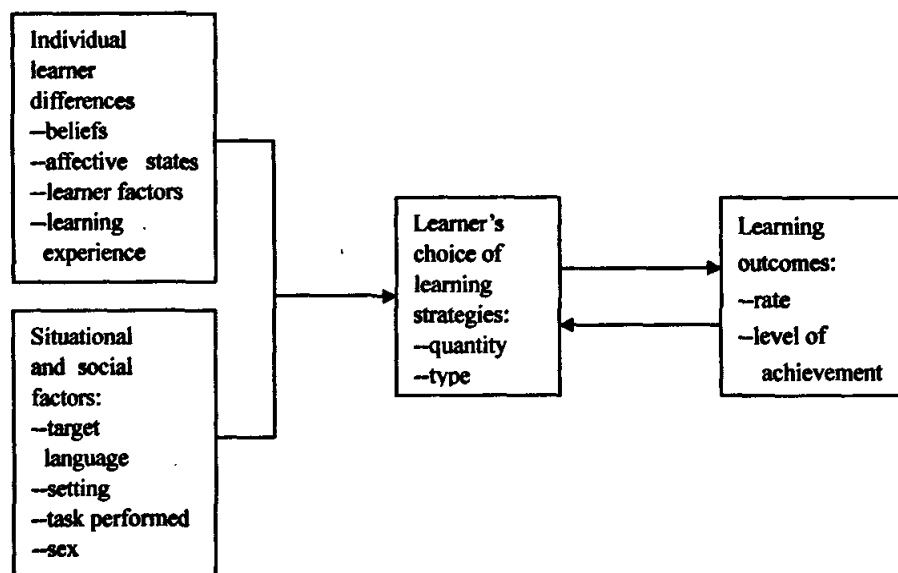 Individual
learner
differences
–beliefs
–affective states
–learner factors
–learning
experience
Situational
and social
factors:
–target
language
–setting
–task performed
–sex
Learner's
choice of
learning
strategies:
–quantity
–type
Learning
outcomes:
–rate
–level of
achievement